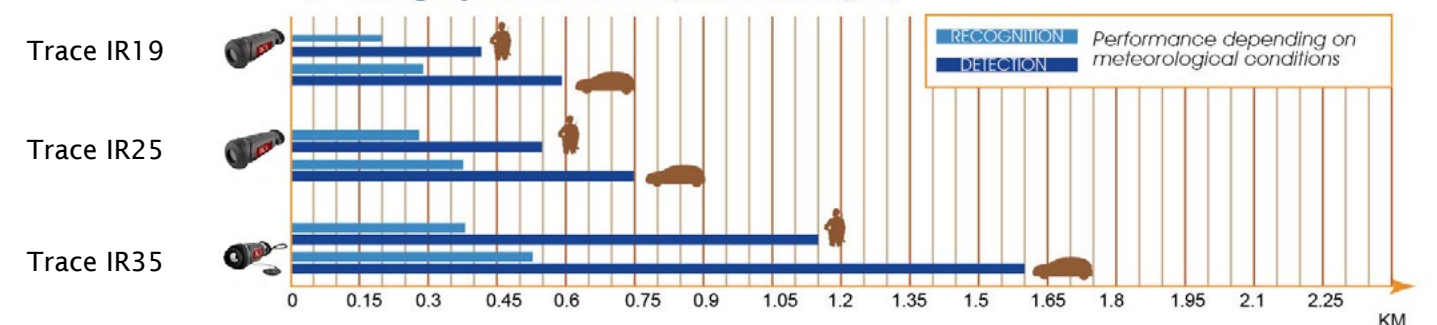 Trace IR19
RECOGNITION
DETECTION
Performance depending on
meteorological conditions
Trace IR25
Trace IR35
0 0.15 0.3 0.45 0.6 0.75 0.9 1.05 1.2 1.35 1.5 1.65 1.8 1.95 2.1 2.25
KM